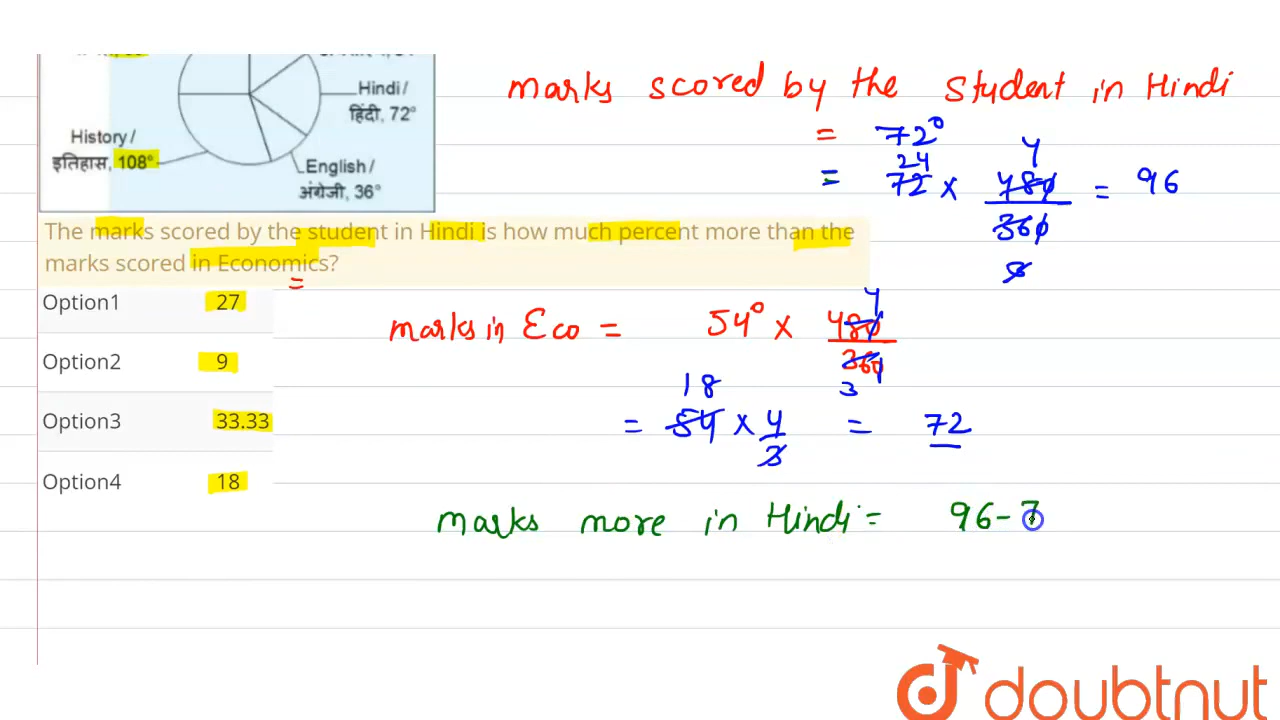 Hindi /
हिंदी, 72°
History /
इतिहास, 108°
English /
अंग्रेजी, 36°
The marks scored by the student in Hindi is how much percent more than the
marks scored in Economics?
=
Option1 27
Option2 9
Option3 33.33
Option4 18
marks scored by the student in Hindi
= 72°
24 4
= 72 × 480 = 96
360
3
marks in Eco = 54° × 480
4
360
3
18
= 54 × 4 = 72
3
marks more in Hindi = 96 - 7
doubtnut